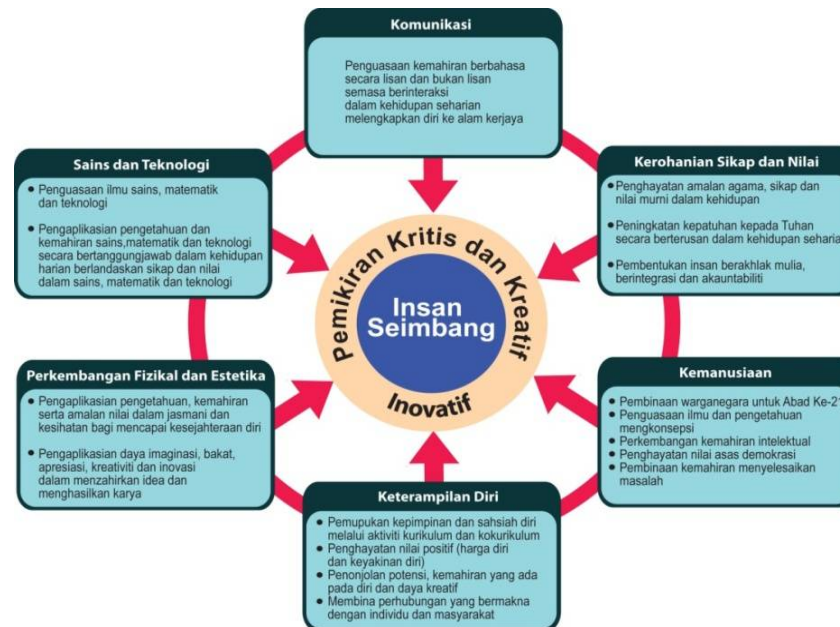 Komunikasi
Penguasaan kemahiran berbahasa
secara lisan dan bukan lisan
semasa berinteraksi
dalam kehidupan seharian
melengkapkan diri ke alam kerjaya
Sains dan Teknologi
• Penguasaan ilmu sains, matematik
dan teknologi
• Pengaplikasian pengetahuan dan
kemahiran sains,matematik dan teknologi
secara bertanggungjawab dalam kehidupan
harian berlandaskan sikap dan nilai
dalam sains, matematik dan teknologi
Kerohanian Sikap dan Nilai
• Penghayatan amalan agama, sikap dan
nilai murni dalam kehidupan
• Peningkatan kepatuhan kepada Tuhan
secara berterusan dalam kehidupan seharia
• Pembentukan insan berakhlak mulia,
berintegrasi dan akauntabiliti
Pemikiran Kritis dan Kreatif
Insan
Seimbang
Inovatif
Perkembangan Fizikal dan Estetika
• Pengaplikasian pengetahuan, kemahiran
serta amalan nilai dalam jasmani dan
kesihatan bagi mencapai kesejahteraan diri
• Pengaplikasian daya imaginasi, bakat,
apresiasi, kreativiti dan inovasi
dalam menzahirkan idea dan
menghasilkan karya
Kemanusiaan
• Pembinaan warganegara untuk Abad Ke-21
• Penguasaan ilmu dan pengetahuan
mengkonsepsi
• Perkembangan kemahiran intelektual
• Penghayatan nilai asas demokrasi
• Pembinaan kemahiran menyelesaikan
masalah
Keterampilan Diri
• Pemupukan kepimpinan dan sahsiah diri
melalui aktiviti kurikulum dan kokurikulum
• Penghayatan nilai positif (harga diri
dan keyakinan diri)
• Penonjolan potensi, kemahiran yang ada
pada diri dan daya kreatif
• Membina perhubungan yang bermakna
dengan individu dan masyarakat